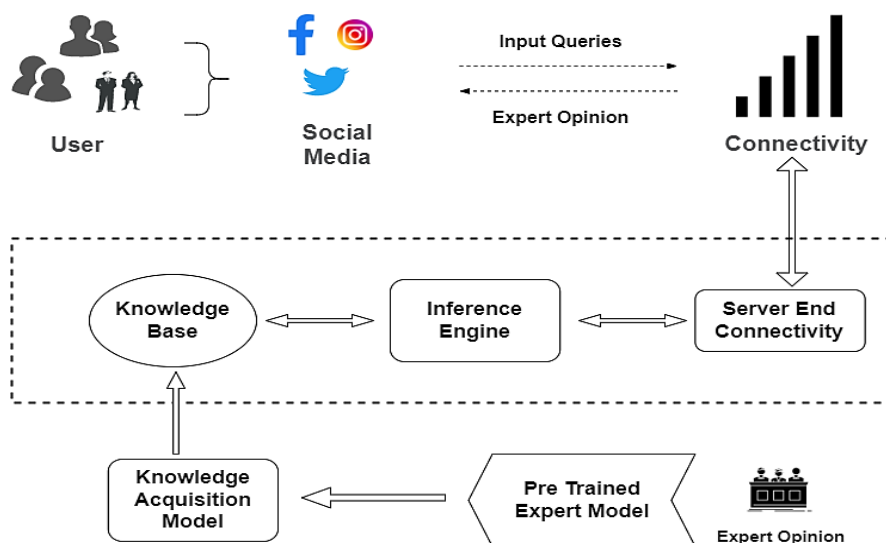 Input Queries
Expert Opinion
User
Social
Media
Connectivity
Knowledge
Base
Inference
Engine
Server End
Connectivity
Knowledge
Acquisition
Model
Pre Trained
Expert Model
Expert Opinion